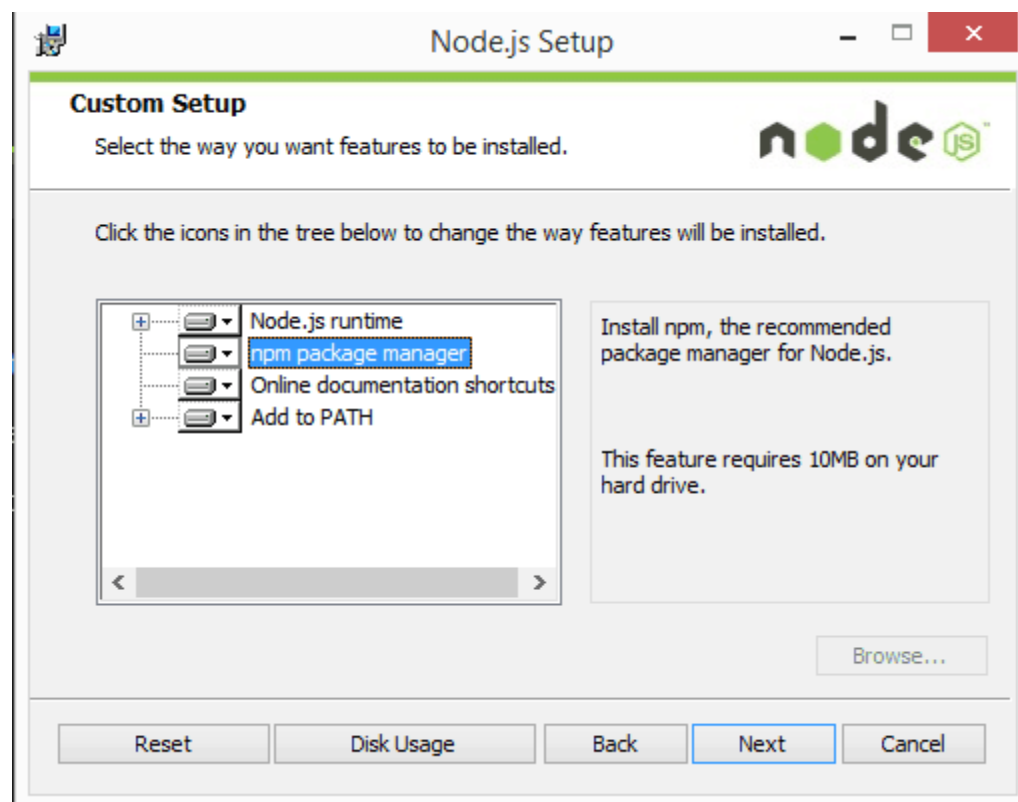 Node.js Setup
Custom Setup
Select the way you want features to be installed.
node JS™
Click the icons in the tree below to change the way features will be installed.
Node.js runtime
npm package manager
Online documentation shortcuts
Add to PATH
Install npm, the recommended
package manager for Node.js.
This feature requires 10MB on your
hard drive.
Browse...
Reset Disk Usage Back Next Cancel